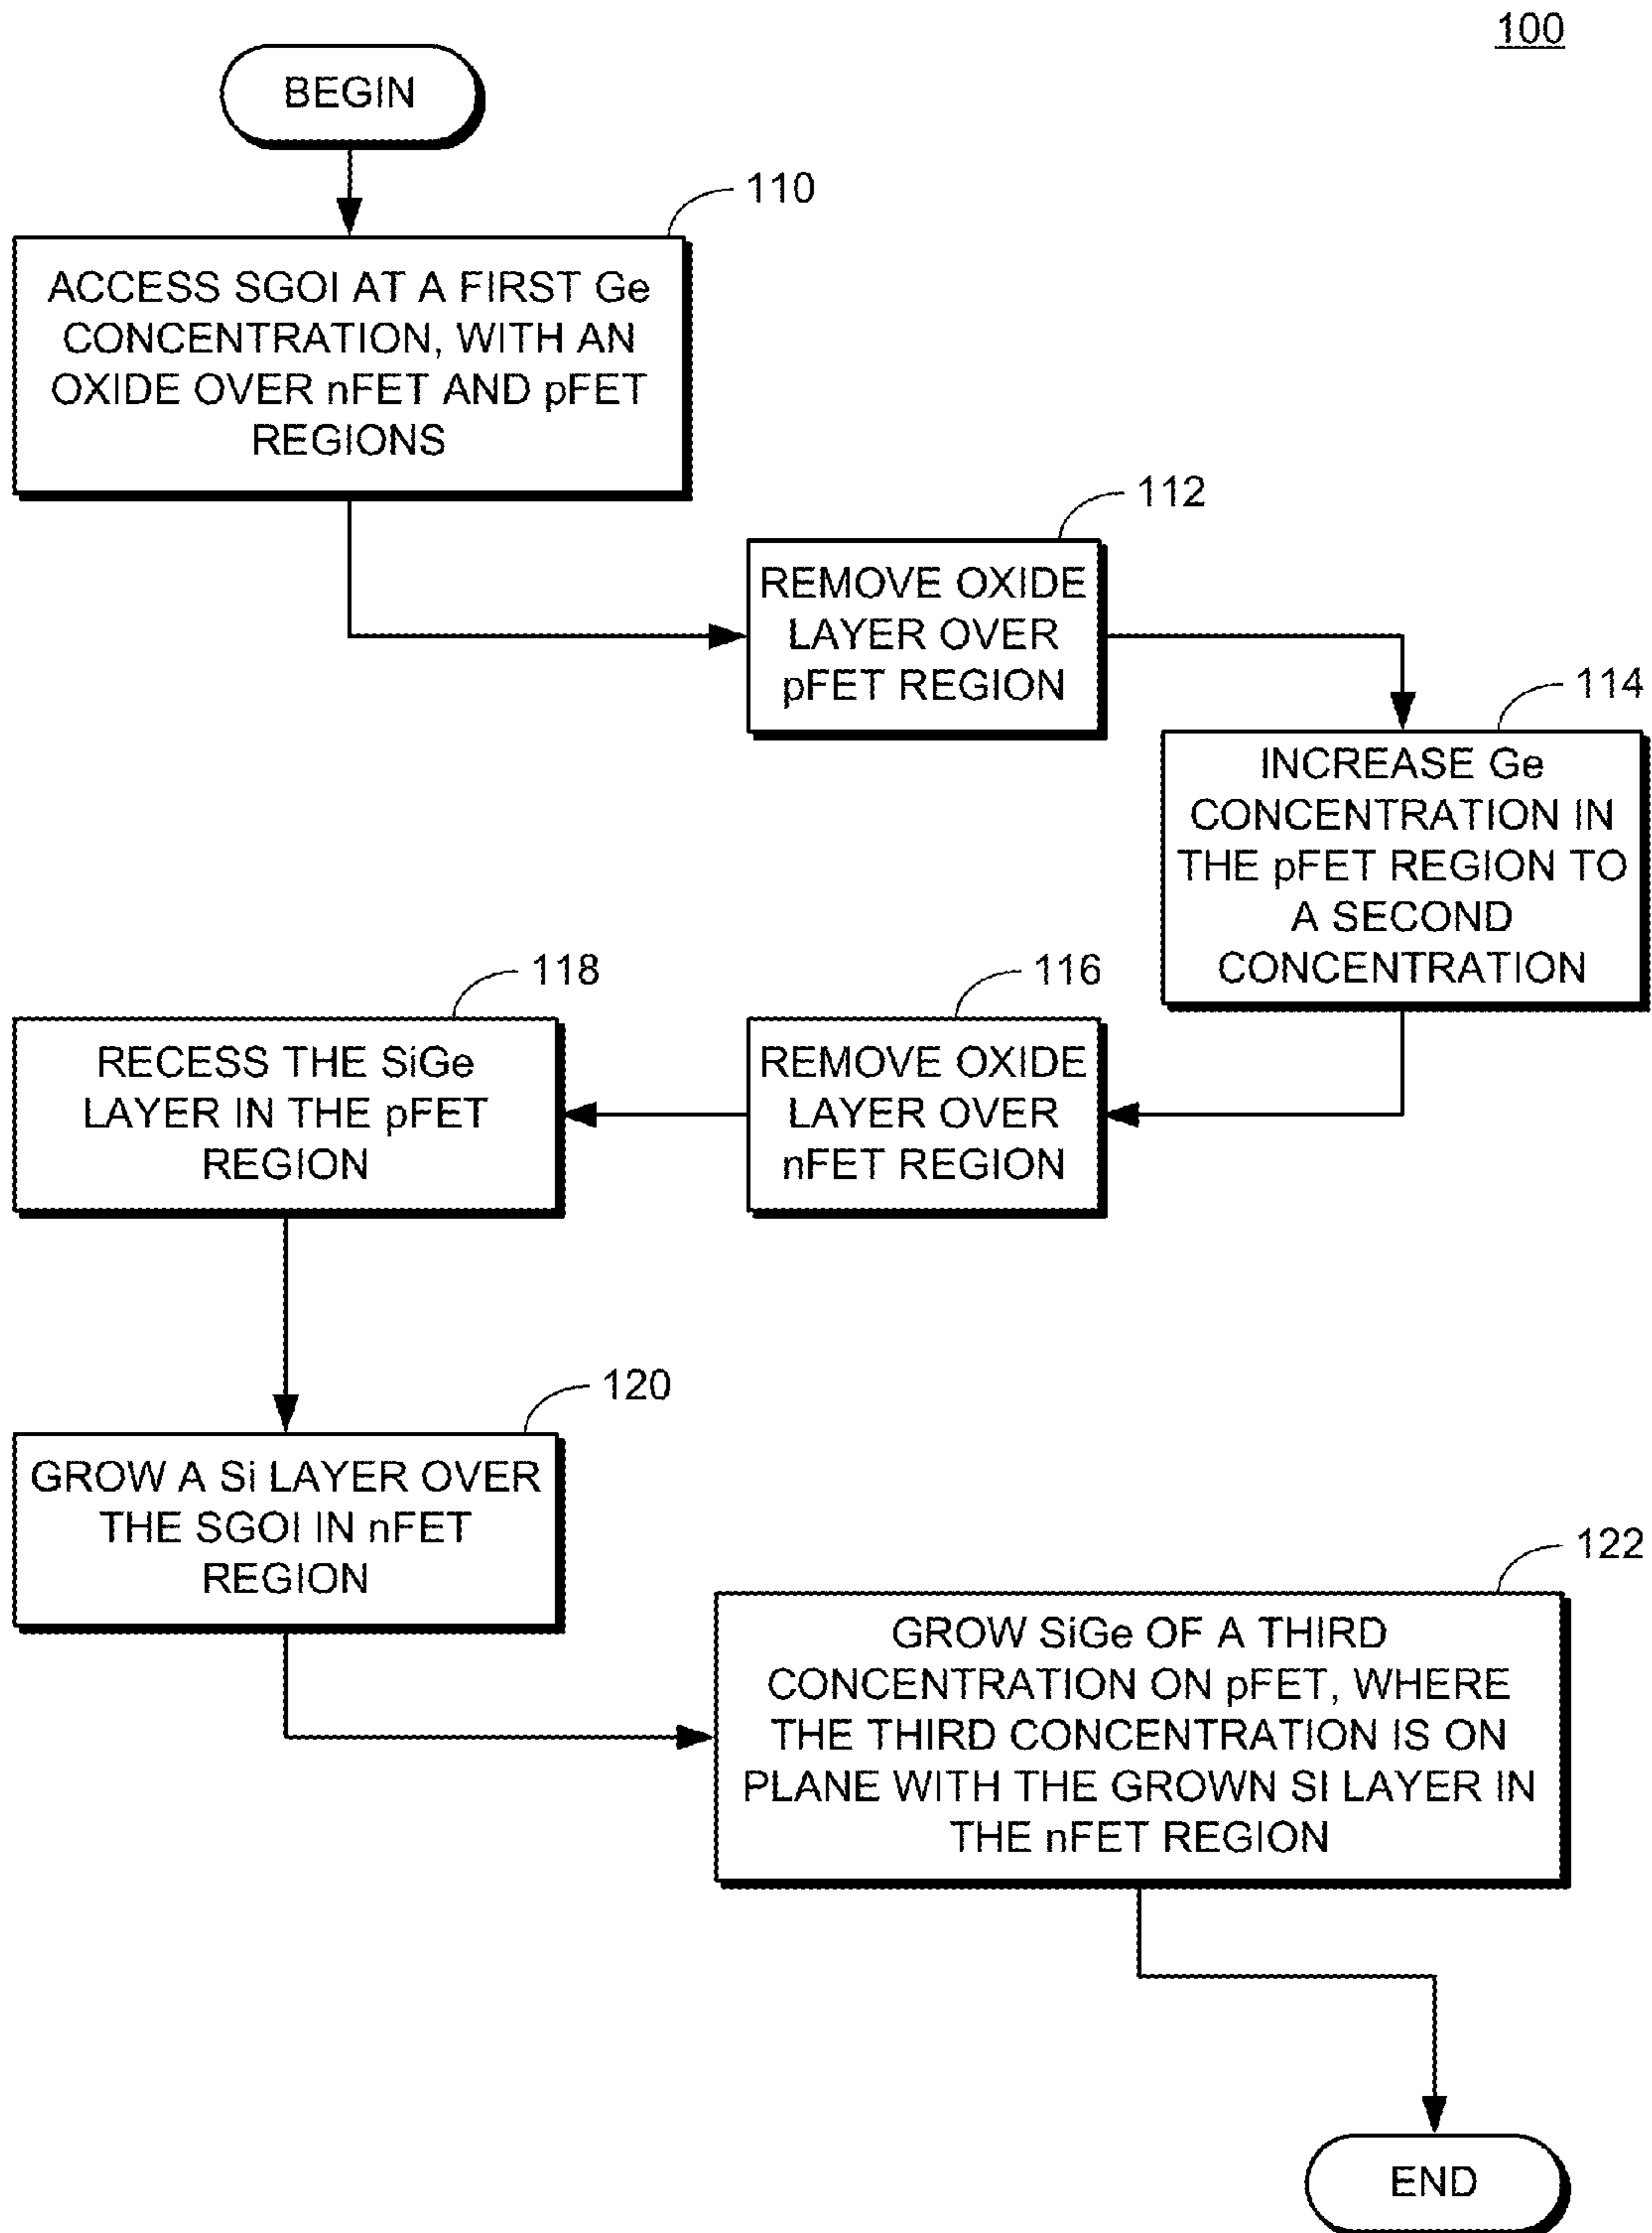 100
BEGIN
110
ACCESS SGOI AT A FIRST Ge
CONCENTRATION, WITH AN
OXIDE OVER nFET AND pFET
REGIONS
112
REMOVE OXIDE
LAYER OVER
pFET REGION
114
INCREASE Ge
CONCENTRATION IN
THE pFET REGION TO
A SECOND
CONCENTRATION
116
REMOVE OXIDE
LAYER OVER
nFET REGION
118
RECESS THE SiGe
LAYER IN THE pFET
REGION
120
GROW A Si LAYER OVER
THE SGOI IN nFET
REGION
122
GROW SiGe OF A THIRD
CONCENTRATION ON pFET, WHERE
THE THIRD CONCENTRATION IS ON
PLANE WITH THE GROWN SI LAYER IN
THE nFET REGION
END